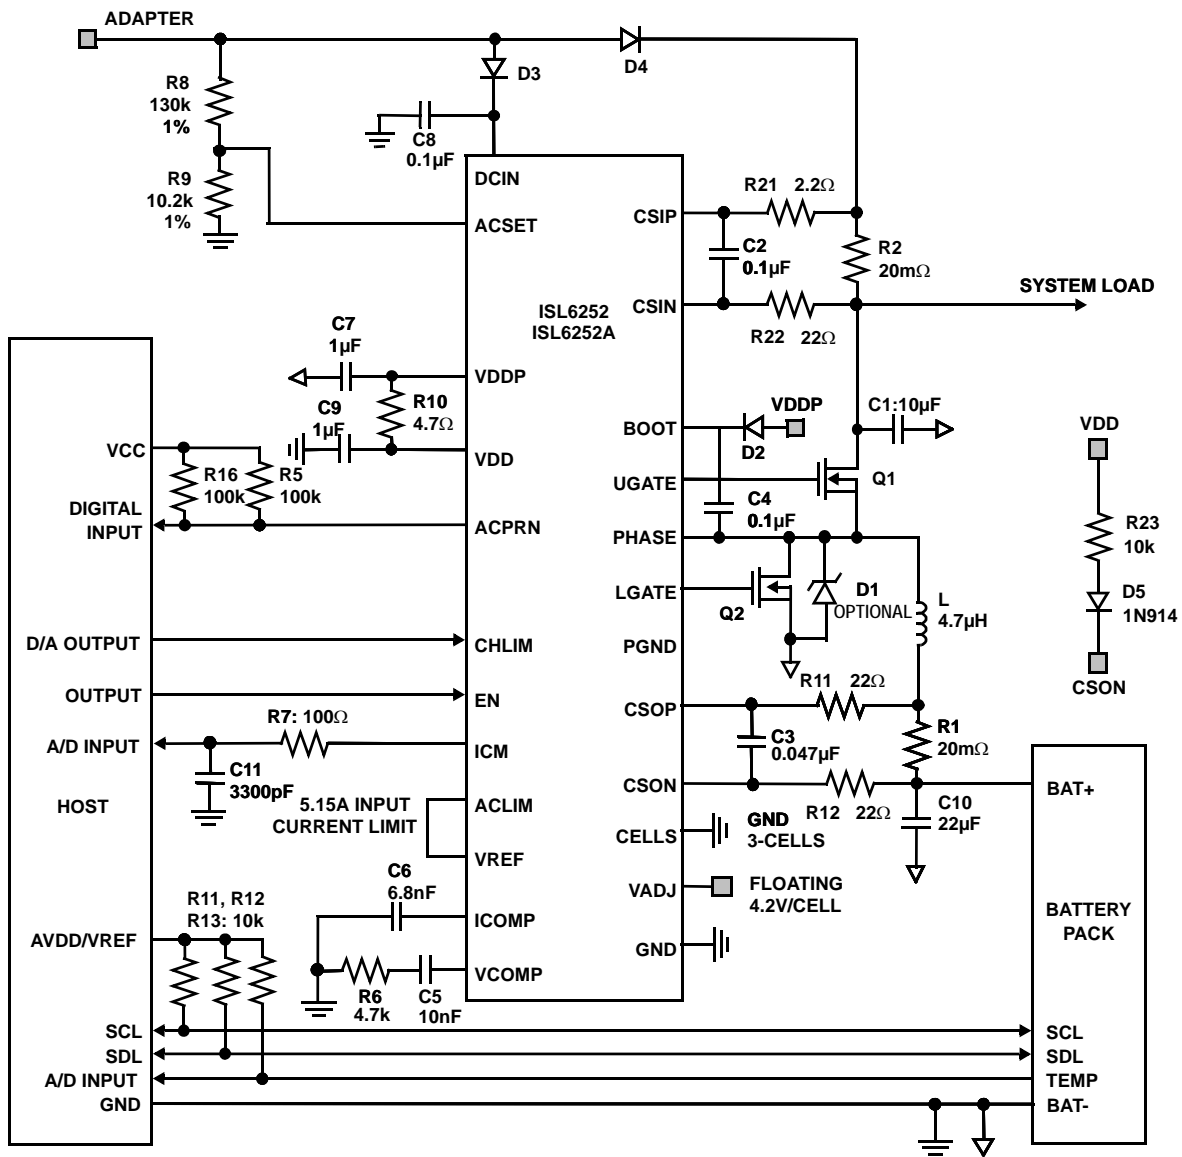 ADAPTER
D3
D4
R8
130k
1%
C8
0.1µF
R9
10.2k
1%
DCIN
ACSET
R21 2.2Ω
CSIP
C2
0.1µF
R2
20mΩ
CSIN
R22 22Ω
SYSTEM LOAD
ISL6252
ISL6252A
C7
1µF
VDDP
R10
4.7Ω
C9
1µF
VDD
BOOT
VDDP
D2
C1:10µF
VDD
VCC
R16
100k
R5
100k
UGATE
Q1
C4
0.1µF
DIGITAL
INPUT
ACPRN
PHASE
R23
10k
LGATE
Q2
D1
OPTIONAL
L
4.7µH
D5
1N914
D/A OUTPUT
CHLIM
PGND
CSON
OUTPUT
EN
R11 22Ω
CSOP
R7: 100Ω
A/D INPUT
ICM
C3
0.047µF
R1
20mΩ
C11
3300pF
CSON
R12 22Ω
BAT+
HOST
5.15A INPUT
CURRENT LIMIT
ACLIM
C10
22µF
GND
3-CELLS
CELLS
VREF
C6
6.8nF
VADJ
FLOATING
4.2V/CELL
R11, R12
R13: 10k
BATTERY
PACK
ICOMP
AVDD/VREF
GND
VCOMP
R6
4.7k
C5
10nF
SCL
SCL
SDL
SDL
A/D INPUT
TEMP
GND
BAT-